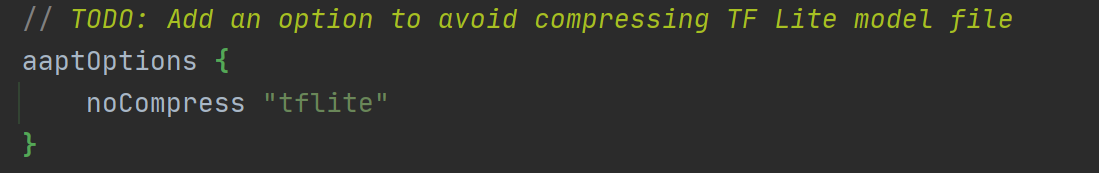 // TODO: Add an option to avoid compressing TF Lite model file
aaptOptions {
    noCompress "tflite"
}